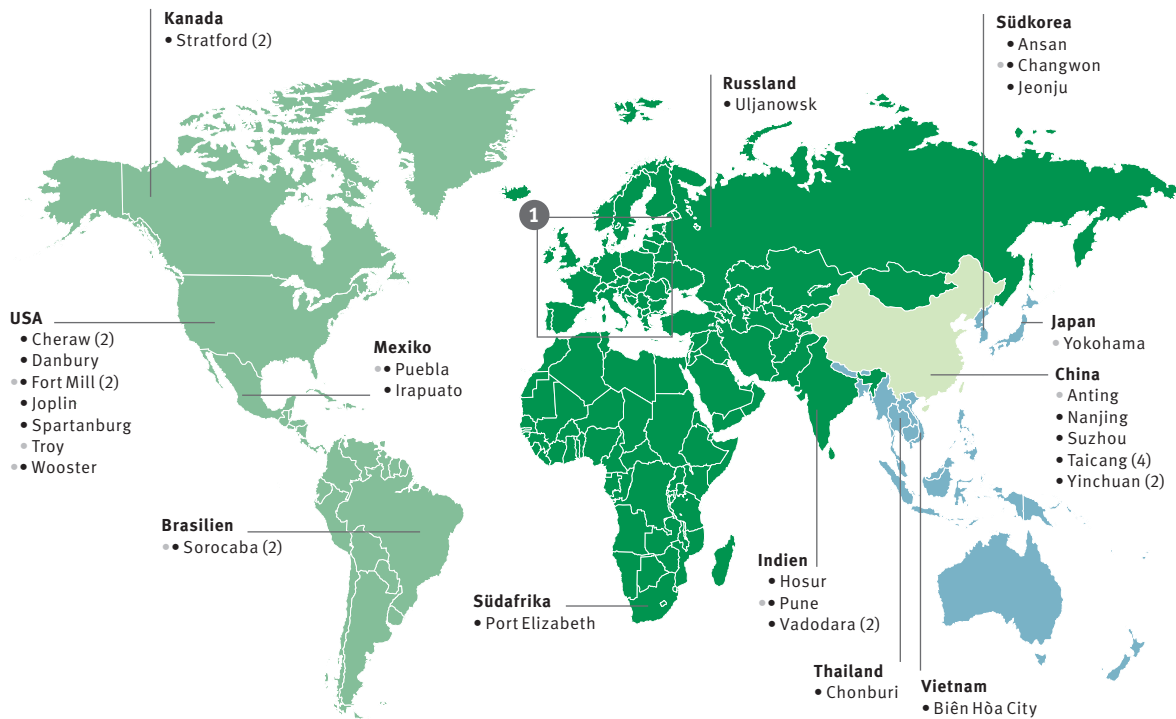 Kanada
• Stratford (2)
Südkorea
• Ansan
•• Changwon
• Jeonju
Russland
• Uljanowsk
1
USA
• Cheraw (2)
• Danbury
•• Fort Mill (2)
• Joplin
• Spartanburg
• Troy
•• Wooster
Mexiko
•• Puebla
• Irapuato
Japan
• Yokohama
China
• Anting
• Nanjing
• Suzhou
• Taicang (4)
• Yinchuan (2)
Brasilien
•• Sorocaba (2)
Südafrika
• Port Elizabeth
Indien
• Hosur
•• Pune
• Vadodara (2)
Thailand
• Chonburi
Vietnam
• Biên Hòa City